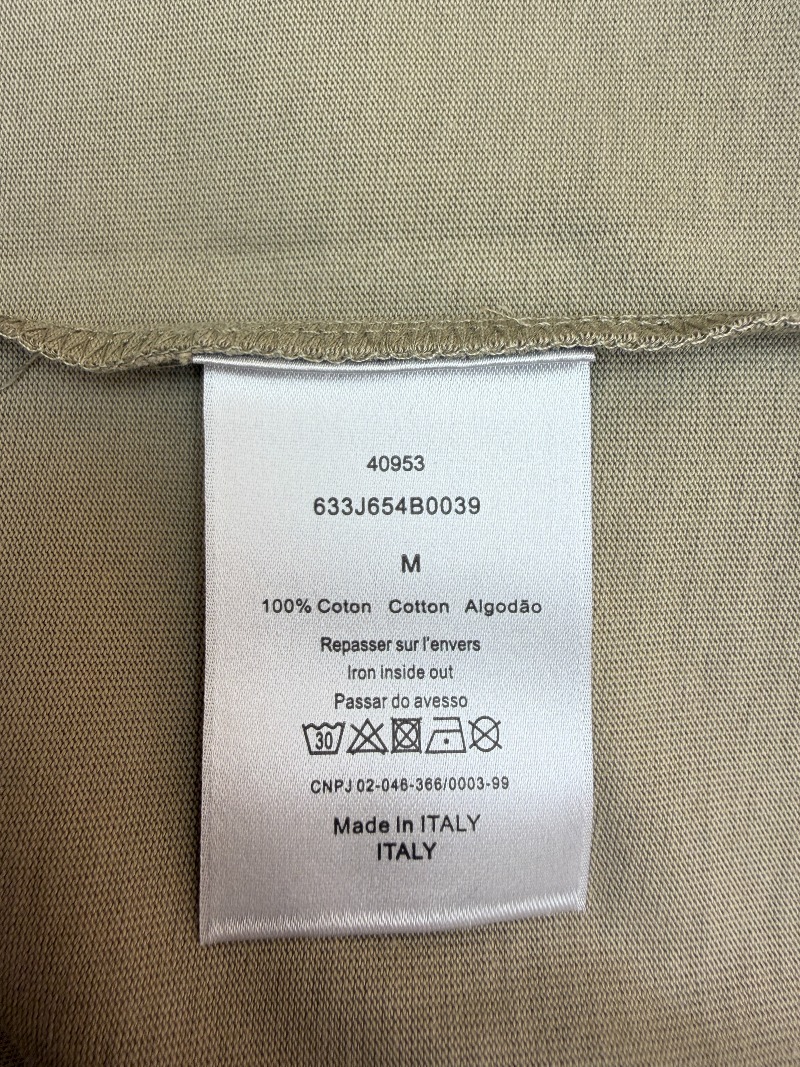 40953
633J654B0039
M
100% Coton Cotton Algodão
Repasser sur l'envers
Iron inside out
Passar do avesso
30
CNPJ 02-046-366/0003-99
Made In ITALY
ITALY